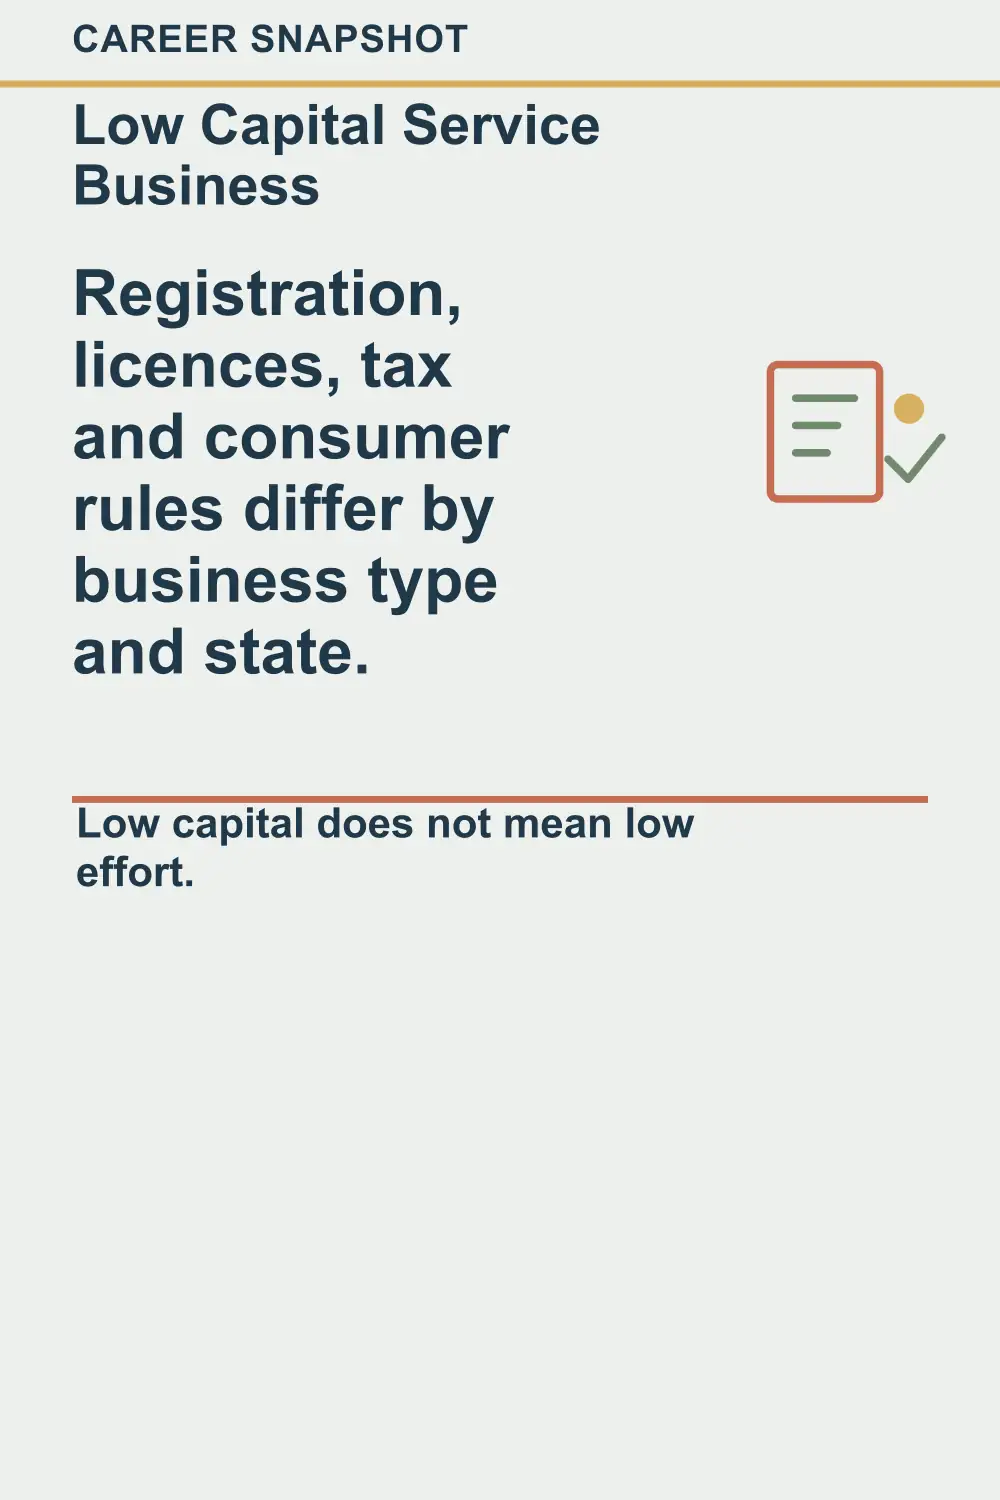 CAREER SNAPSHOT
Low Capital Service
Business
Registration,
licences, tax
and consumer
rules differ by
business type
and state.
Low capital does not mean low
effort.